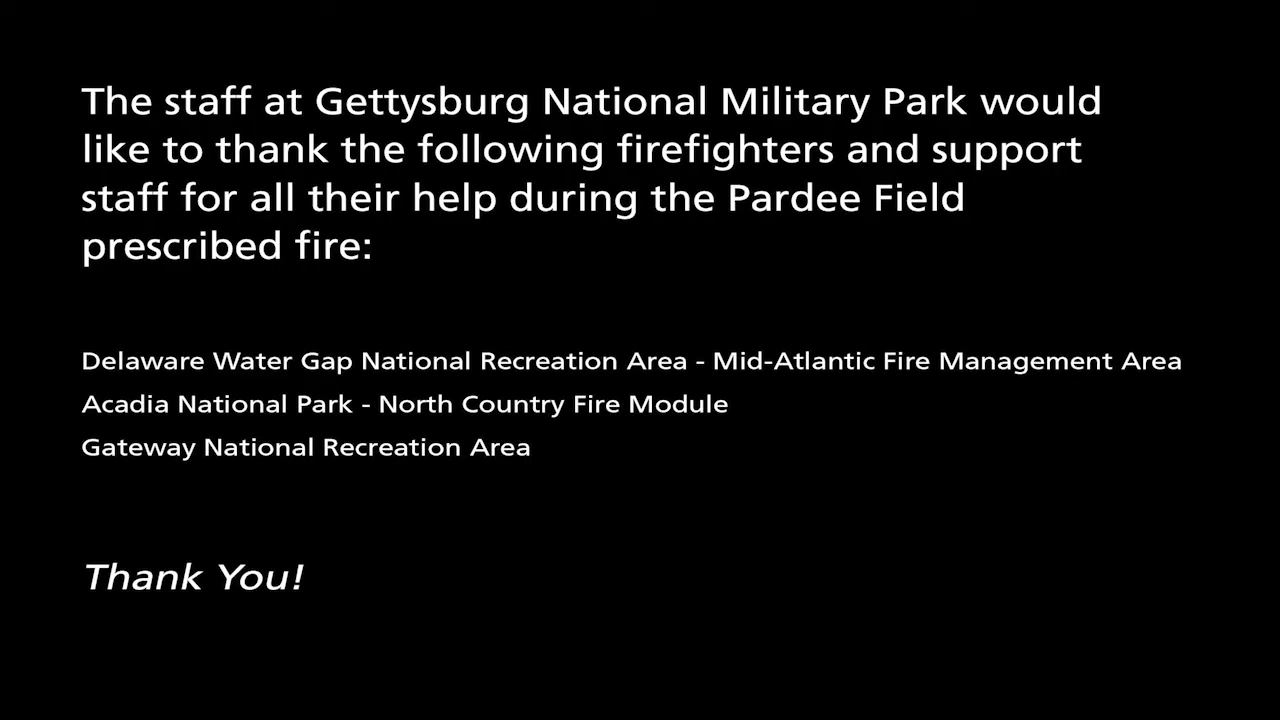 The staff at Gettysburg National Military Park would
like to thank the following firefighters and support
staff for all their help during the Pardee Field
prescribed fire:
Delaware Water Gap National Recreation Area - Mid-Atlantic Fire Management Area
Acadia National Park - North Country Fire Module
Gateway National Recreation Area
Thank You!